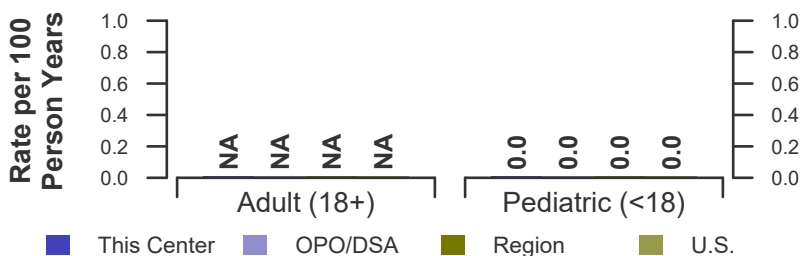 Rate per 100
Person Years
1.0
0.8
0.6
0.4
0.2
0.0
NA NA NA NA
0.0 0.0 0.0 0.0
1.0
0.8
0.6
0.4
0.2
0.0
Adult (18+) Pediatric (<18)
This Center OPO/DSA Region U.S.